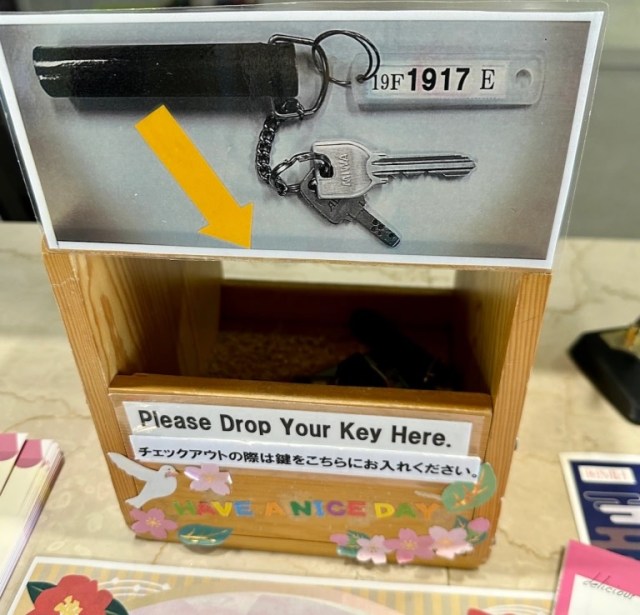 19F 1917 E
MIWA
Please Drop Your Key Here.
チェックアウトの際は鍵をこちらにお入れください。
HAVE A NICE DAY
delicious